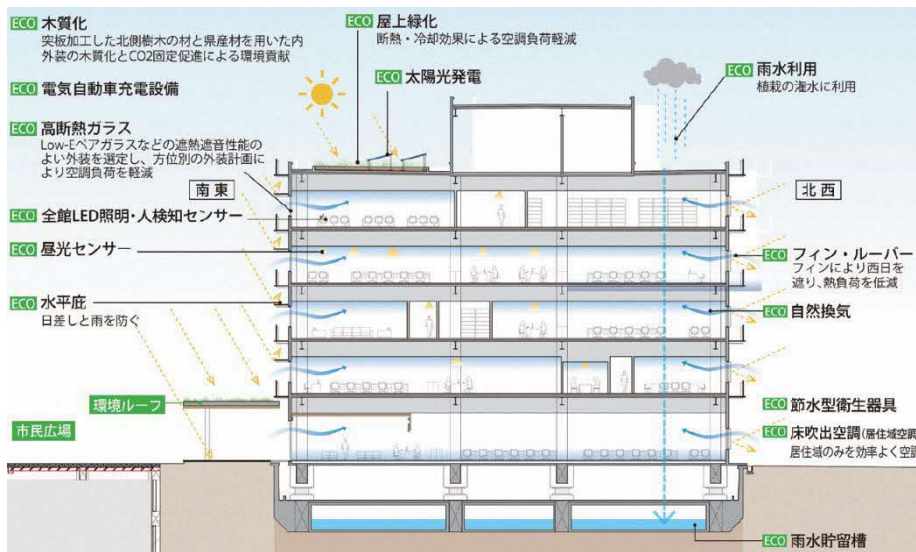 ECO 木質化
突板加工した北側樹木の材と県産材を用いた内
外装の木質化とCO2固定促進による環境貢献
ECO 電気自動車充電設備
ECO 高断熱ガラス
Low-Eペアガラスなどの遮熱遮音性能の
よい外装を選定し、方位別の外装計画に
より空調負荷を軽減
南東
ECO 全館LED照明・人検知センサー
ECO 昼光センサー
ECO 水平庇
日差しと雨を防ぐ
環境ルーフ
市民広場
ECO 屋上緑化
断熱・冷却効果による空調負荷軽減
ECO 太陽光発電
ECO 雨水利用
植栽の潅水に利用
北西
ECO フィン・ルーバー
フィンにより西日を
遮り、熱負荷を低減
ECO 自然換気
ECO 節水型衛生器具
ECO 床吹出空調(居住域空調
居住域のみを効率よく空調
ECO 雨水貯留槽